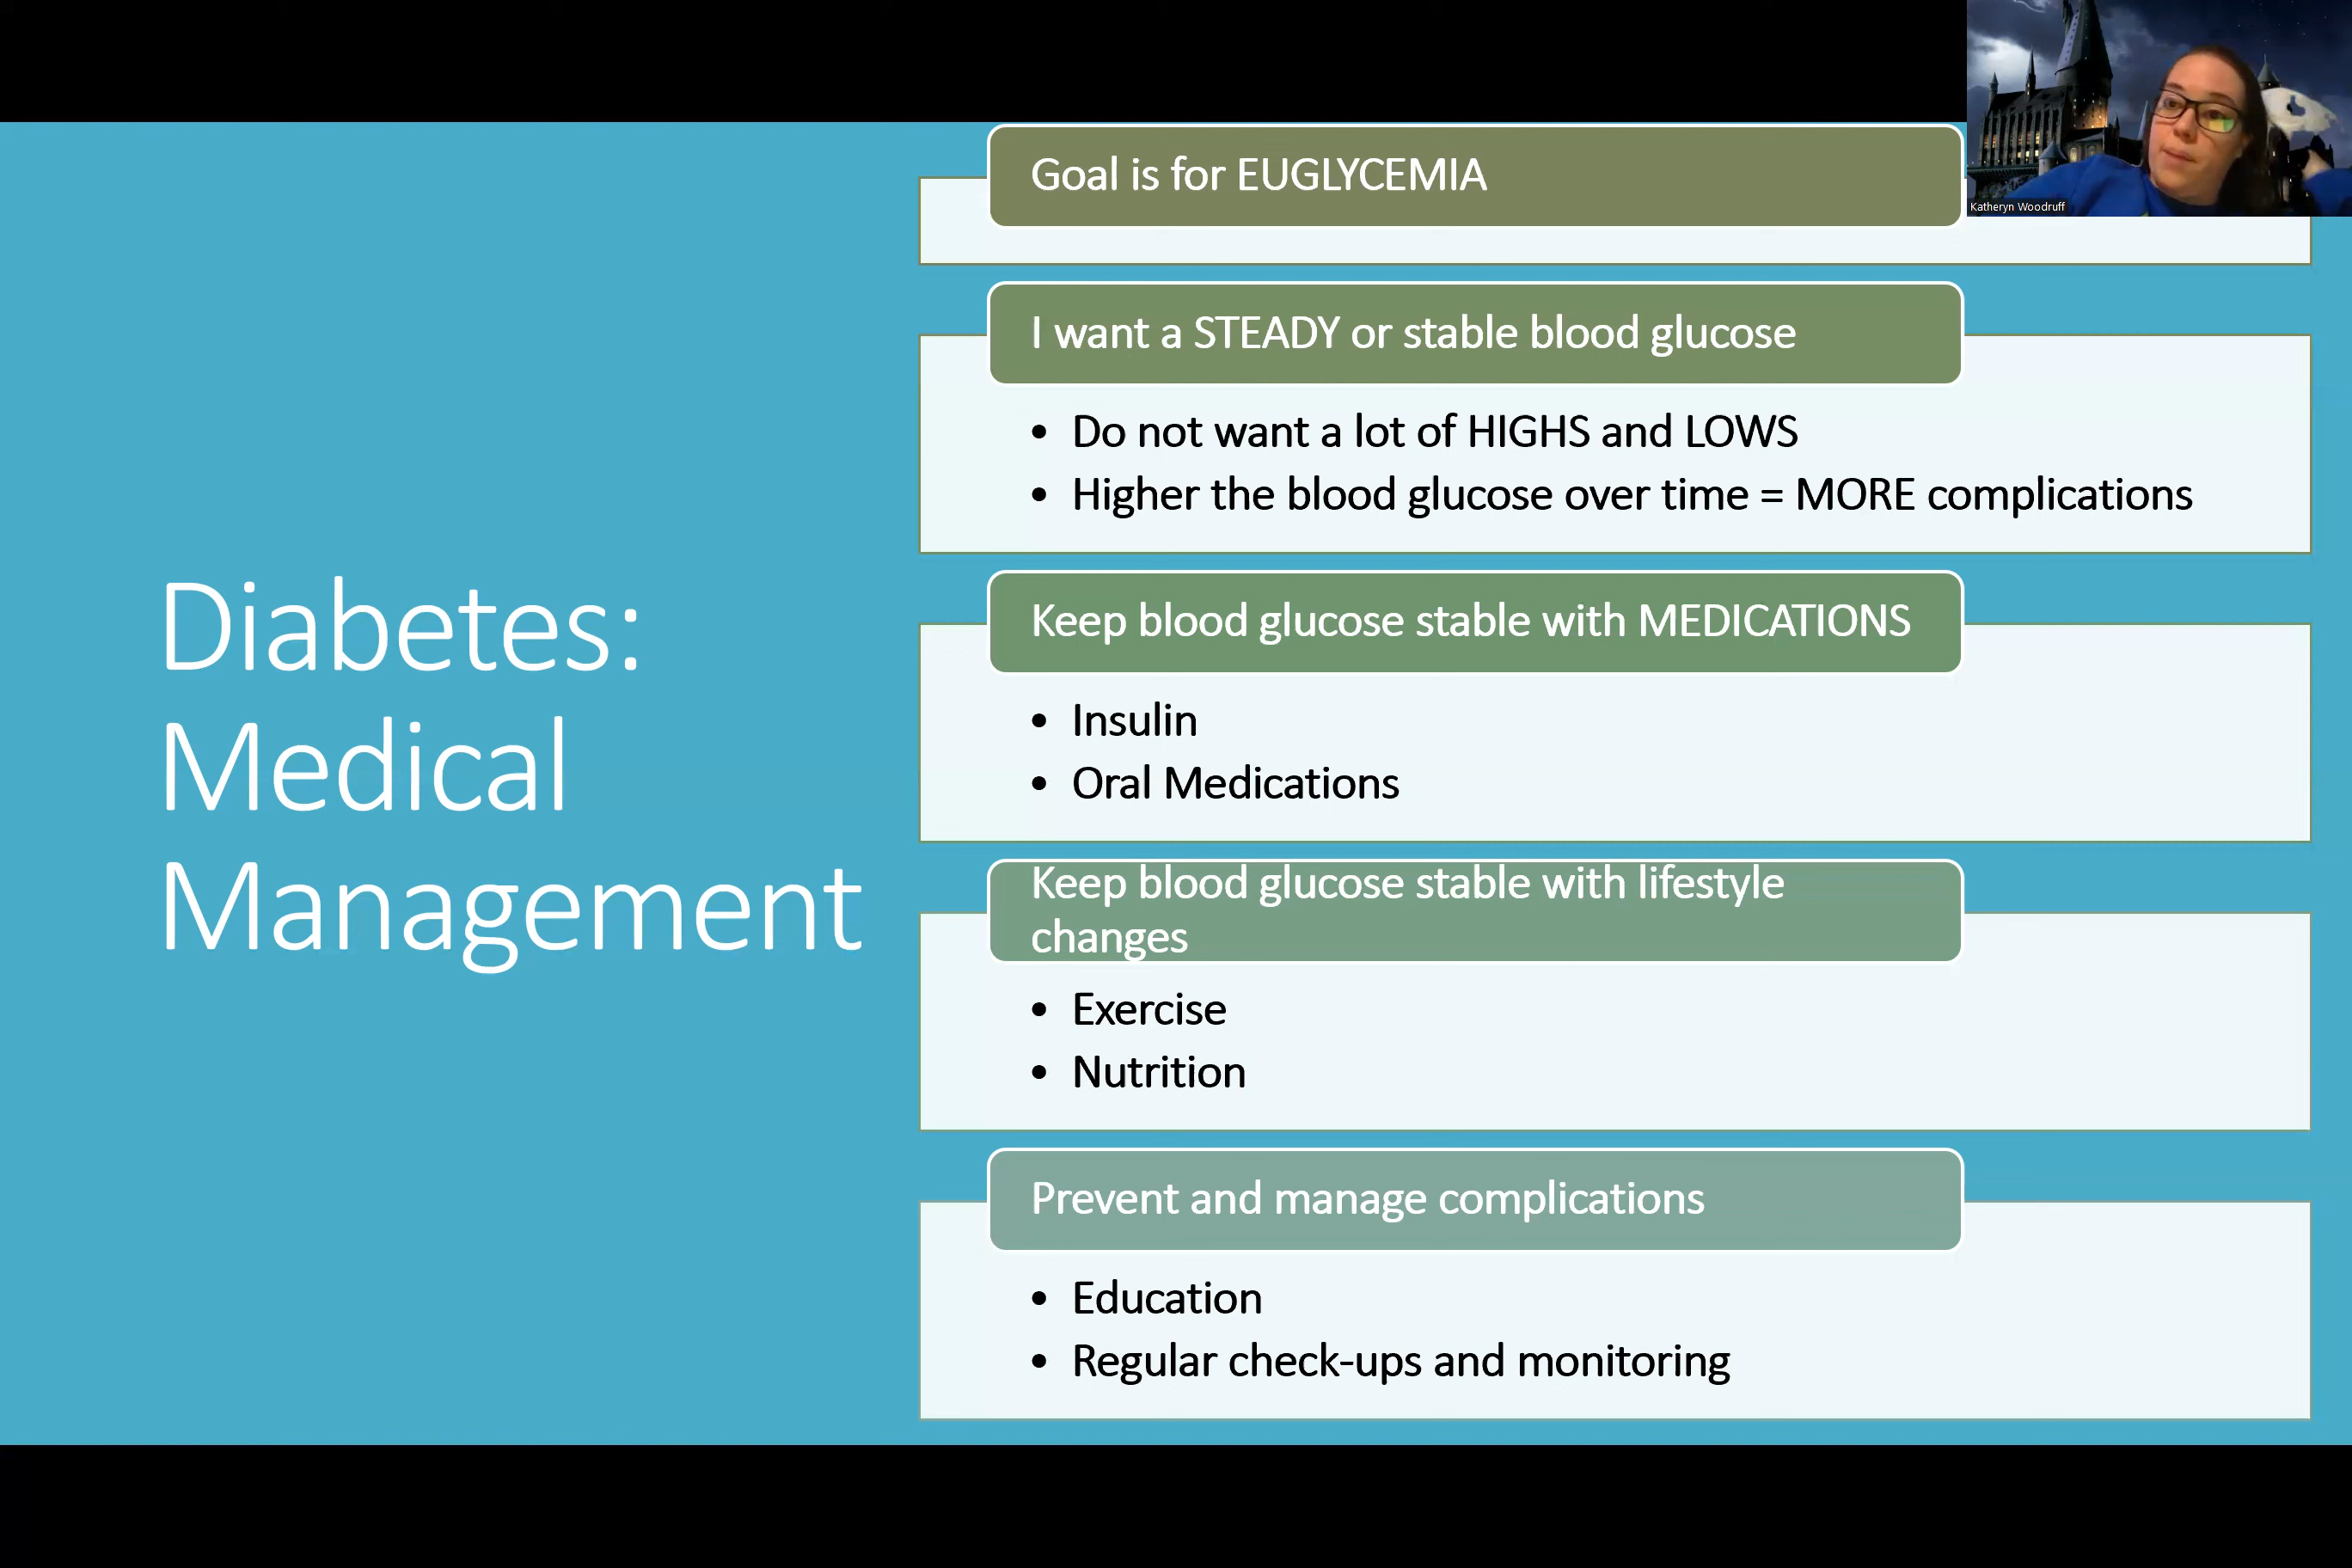 Diabetes:
Medical
Management
Goal is for EUGLYCEMIA
I want a STEADY or stable blood glucose
• Do not want a lot of HIGHS and LOWS
• Higher the blood glucose over time = MORE complications
Keep blood glucose stable with MEDICATIONS
• Insulin
• Oral Medications
Keep blood glucose stable with lifestyle
changes
• Exercise
• Nutrition
Prevent and manage complications
• Education
• Regular check-ups and monitoring
Katheryn Woodruff